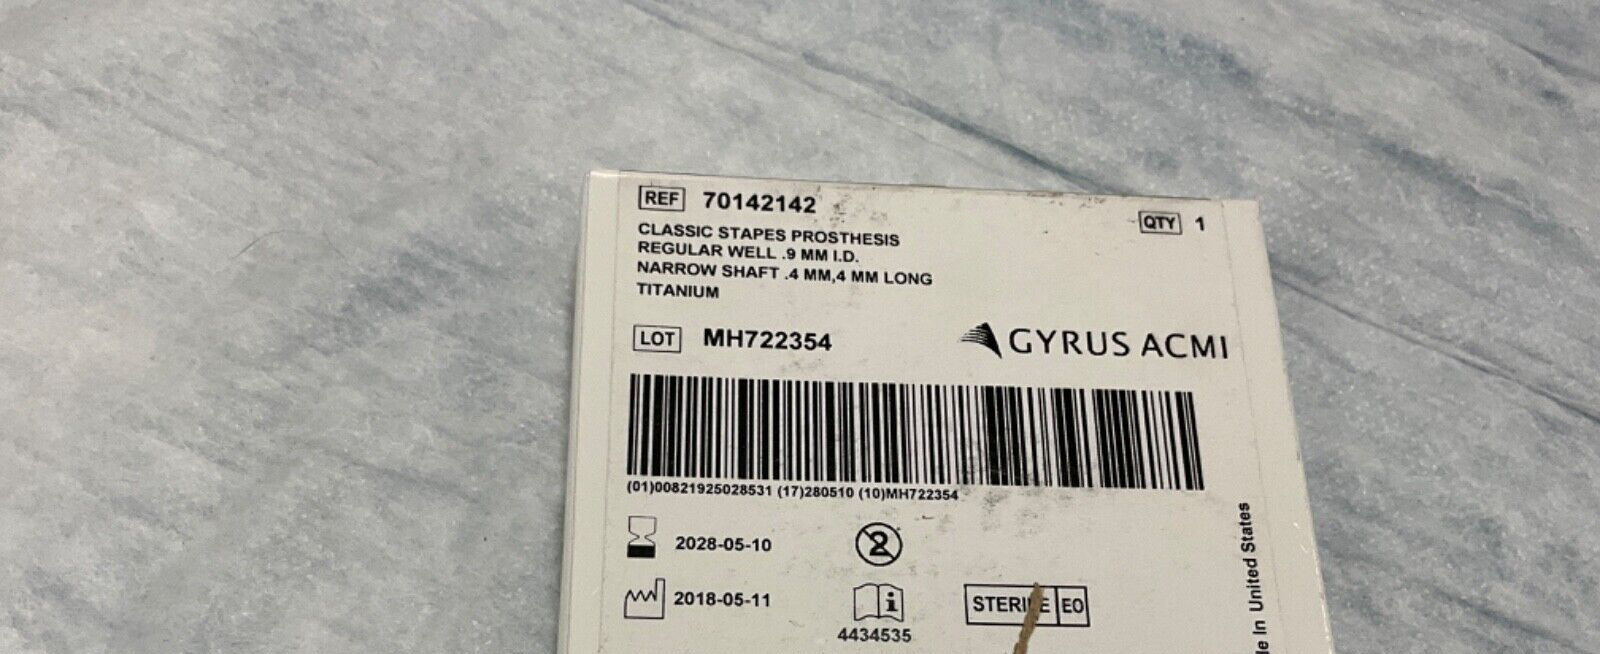 REF 70142142
QTY 1
CLASSIC STAPES PROSTHESIS
REGULAR WELL .9 MM I.D.
NARROW SHAFT .4 MM,4 MM LONG
TITANIUM
LOT MH722354
GYRUS ACMI
(01)00821925028531 (17)280510 (10)MH722354
2028-05-10
2
2018-05-11
i
4434535
STERILE EO
In United States